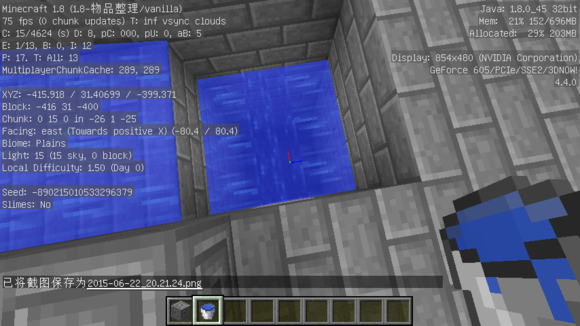 Minecraft 1.8 (1.8-物品整理/vanilla)
75 fps (0 chunk updates) T: inf vsync clouds
C: 15/4624 (s) D: 8, pC: 000, pU: 0, aB: 5
E: 1/13, B: 0, I: 12
P: 17. T: All: 13
MultiplayerChunkCache: 289, 289
XYZ: -415.918 / 31.40699 / -399.371
Block: -416 31 -400
Chunk: 0 15 0 in -26 1 -25
Facing: east (Towards positive X) (-80.4 / 80.4)
Biome: Plains
Light: 15 (15 sky, 0 block)
Local Difficulty: 1.50 (Day 0)
Seed: -890215010533296379
Slimes: No
Java: 1.8.0_45 32bit
Mem: 21% 152/696MB
Allocated: 29% 203MB
Display: 854x480 (NVIDIA Corporation)
GeForce 605/PCIe/SSE2/3DNOW!
4.4.0
已将截图保存为2015-06-22_20.21.24.png